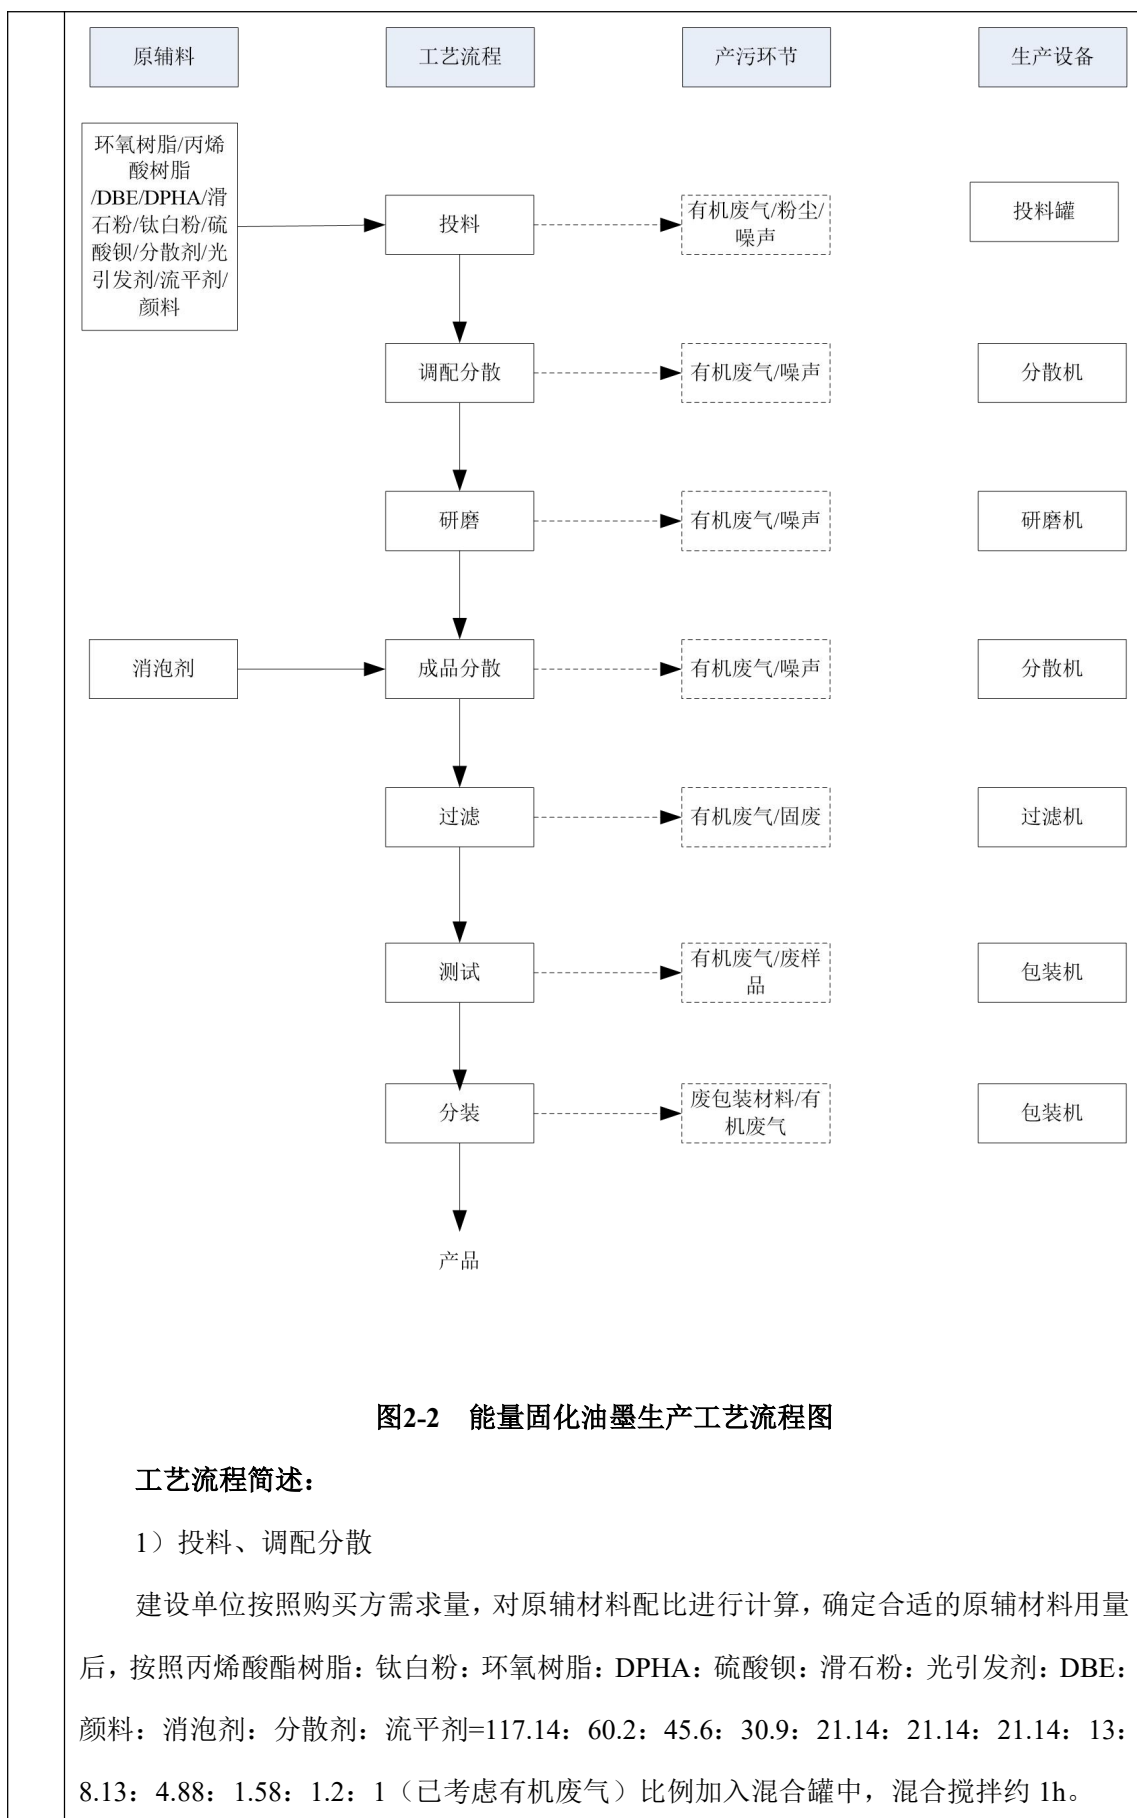 原辅料
工艺流程
产污环节
生产设备
环氧树脂/丙烯
酸树脂
/DBE/DPHA/滑
石粉/钛白粉/硫
酸钡/分散剂/光
引发剂/流平剂/
颜料
投料
有机废气/粉尘/
噪声
投料罐
调配分散
有机废气/噪声
分散机
研磨
有机废气/噪声
研磨机
消泡剂
成品分散
有机废气/噪声
分散机
过滤
有机废气/固废
过滤机
测试
有机废气/废样
品
包装机
分装
废包装材料/有
机废气
包装机
产品
图2-2 能量固化油墨生产工艺流程图
工艺流程简述：
1）投料、调配分散
建设单位按照购买方需求量，对原辅材料配比进行计算，确定合适的原辅材料用量
后，按照丙烯酸酯树脂：钛白粉：环氧树脂：DPHA：硫酸钡：滑石粉：光引发剂：DBE：
颜料：消泡剂：分散剂：流平剂=117.14：60.2：45.6：30.9：21.14：21.14：21.14：13：
8.13：4.88：1.58：1.2：1（已考虑有机废气）比例加入混合罐中，混合搅拌约 1h。